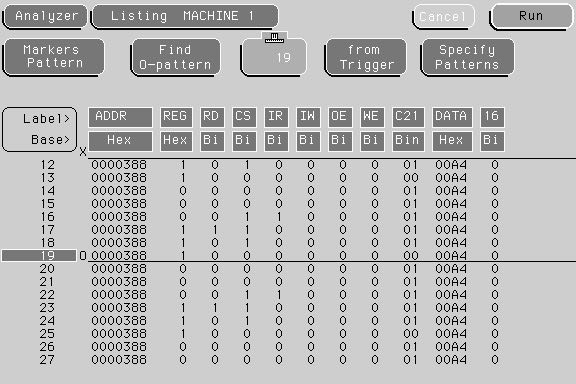 Analyzer Listing MACHINE 1 Cancel Run
Markers Find 19 from Specify
Pattern O-pattern Trigger Patterns
Label> ADDR REG RD CS IR IW OE WE C21 DATA 16
Base> Hex Hex Bi Bi Bi Bi Bi Bi Bin Hex Bi
X
12 0000388 1 0 1 0 0 0 0 01 00A4 0
13 0000388 1 0 0 0 0 0 0 00 00A4 0
14 0000388 0 0 0 0 0 0 0 01 00A4 0
15 0000388 0 0 0 0 0 0 0 01 00A4 0
16 0000388 0 0 1 1 0 0 0 01 00A4 0
17 0000388 1 1 1 0 0 0 0 01 00A4 0
18 0000388 1 0 1 0 0 0 0 01 00A4 0
19 O 0000388 1 0 0 0 0 0 0 00 00A4 0
20 0000388 0 0 0 0 0 0 0 01 00A4 0
21 0000388 0 0 0 0 0 0 0 01 00A4 0
22 0000388 0 0 1 1 0 0 0 01 00A4 0
23 0000388 1 1 1 0 0 0 0 01 00A4 0
24 0000388 1 0 1 0 0 0 0 01 00A4 0
25 0000388 1 0 0 0 0 0 0 00 00A4 0
26 0000388 0 0 0 0 0 0 0 01 00A4 0
27 0000388 0 0 0 0 0 0 0 01 00A4 0